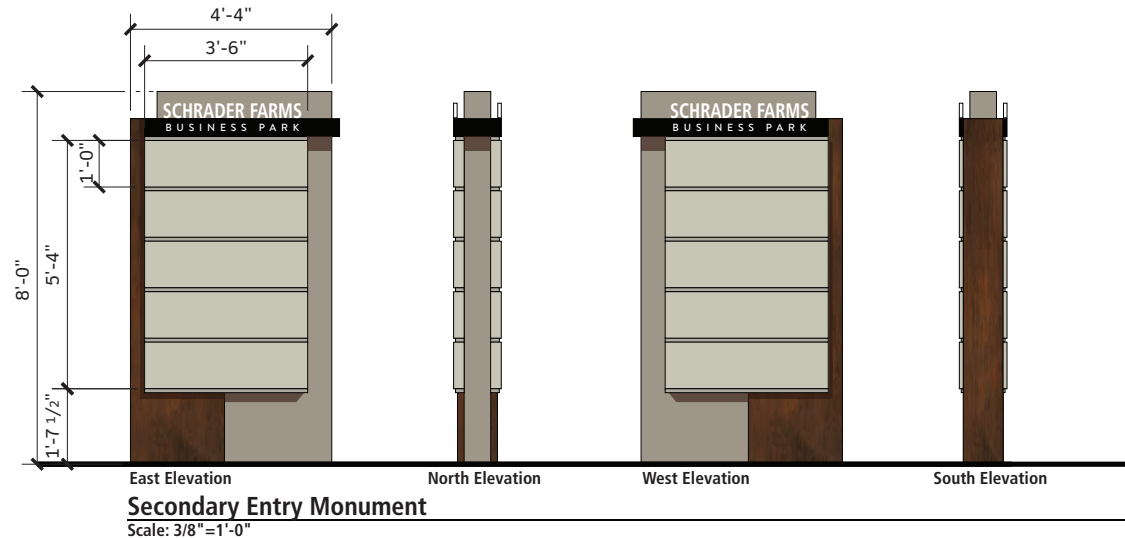 4'-4"
3'-6"
SCHRADER FARMS
BUSINESS PARK
SCHRADER FARMS
BUSINESS PARK
1'-0"
5'-4"
8'-0"
1'-7 1/2"
East Elevation
North Elevation
West Elevation
South Elevation
Secondary Entry Monument
Scale: 3/8"=1'-0"